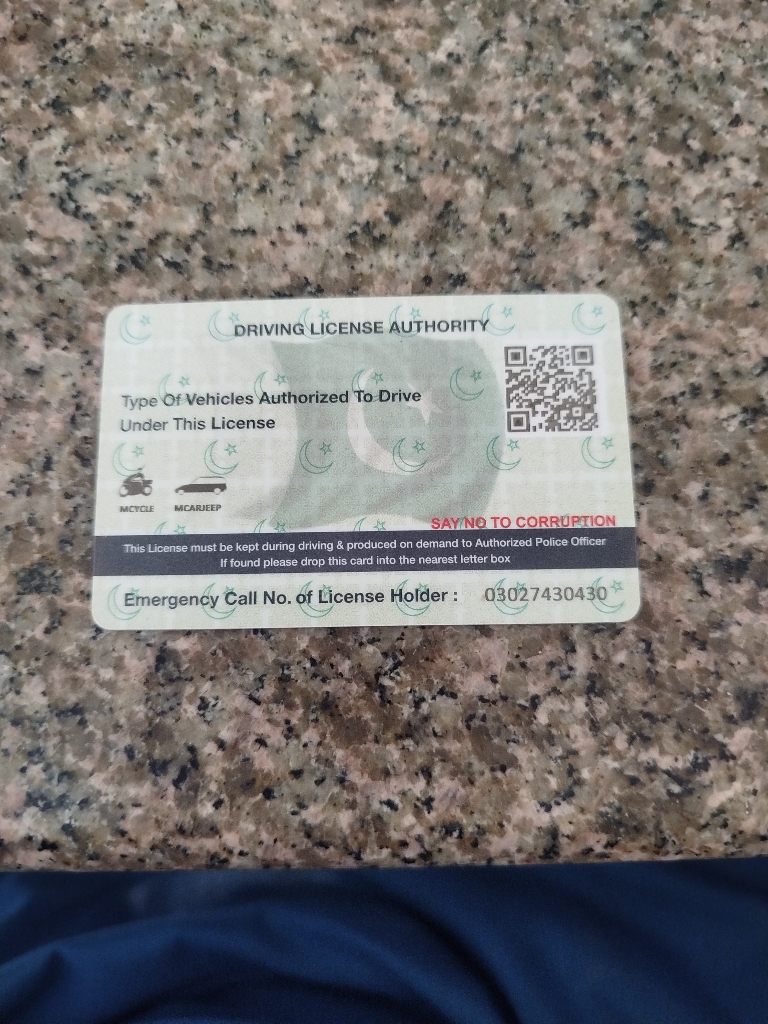 DRIVING LICENSE AUTHORITY
Type Of Vehicles Authorized To Drive
Under This License
MCYCLE MCARJEEP
SAY NO TO CORRUPTION
This License must be kept during driving & produced on demand to Authorized Police Officer
If found please drop this card into the nearest letter box
Emergency Call No. of License Holder : 03027430430